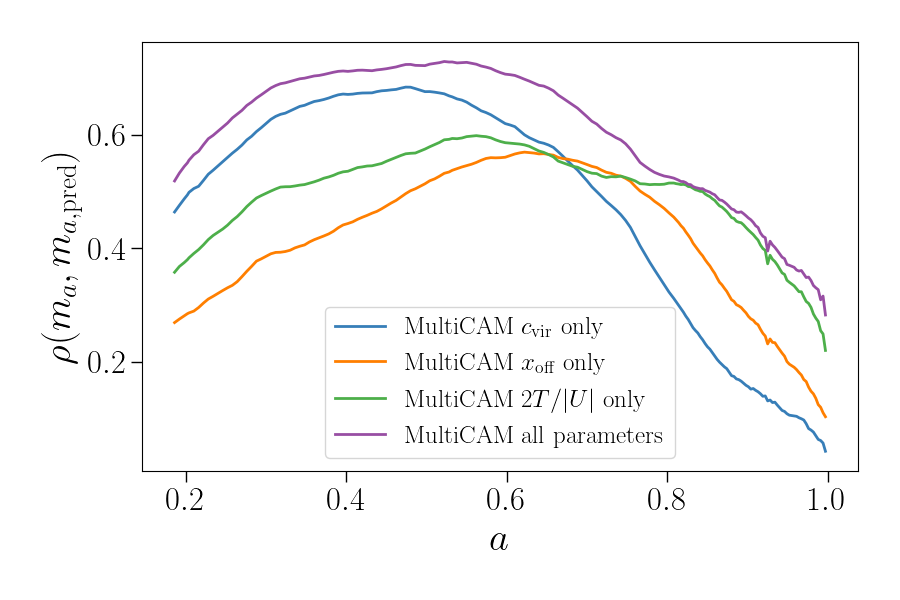 0.6
0.4
0.2
ρ(m_a, m_{a,pred})
MultiCAM c_vir only
MultiCAM x_off only
MultiCAM 2T/|U| only
MultiCAM all parameters
0.2 0.4 0.6 0.8 1.0
a